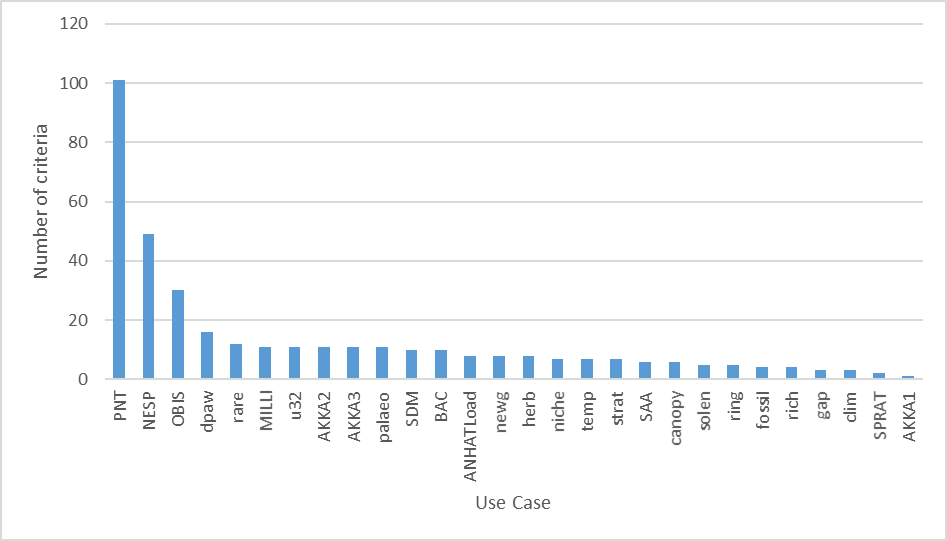 120
100
80
60
40
20
0
Number of criteria
PNT
NESP
OBIS
dpaw
rare
MILLI
u32
AKKA2
AKKA3
palaeo
SDM
BAC
ANHATLoad
newg
herb
niche
temp
strat
SAA
canopy
solen
ring
fossil
rich
gap
clim
SPRAT
AKKA1
Use Case